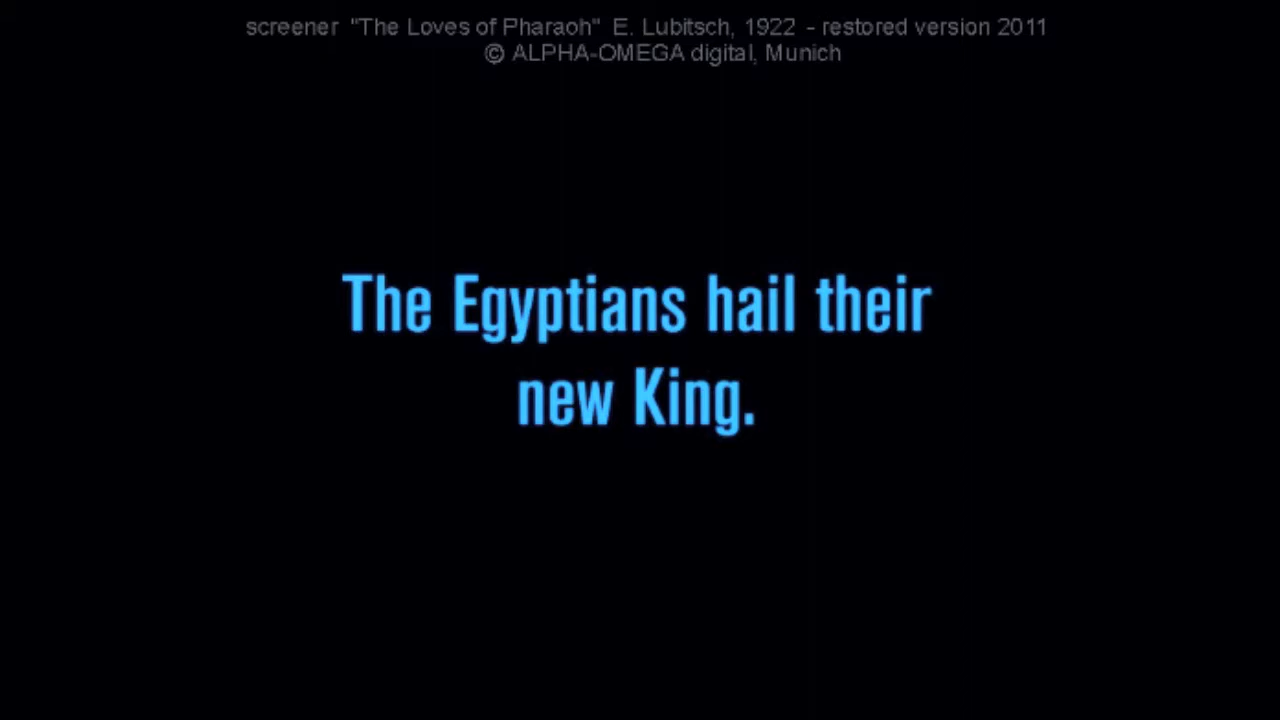 screener "The Loves of Pharaoh" E. Lubitsch, 1922 - restored version 2011
© ALPHA-OMEGA digital, Munich
The Egyptians hail their
new King.